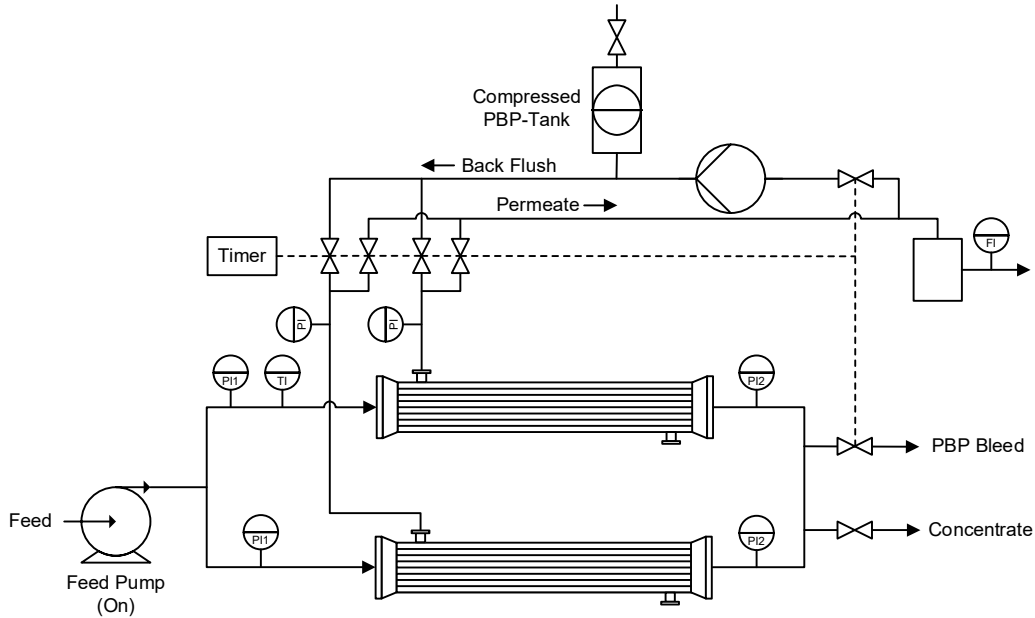 Compressed
PBP-Tank
Back Flush
Permeate
Timer
FI
PI
PI
PI1
TI
PI2
PBP Bleed
Feed
PI1
PI2
Concentrate
Feed Pump
(On)